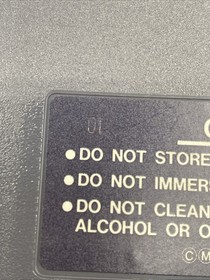 01
● DO NOT STORE
● DO NOT IMMERS
● DO NOT CLEAN
ALCOHOL OR O
© M